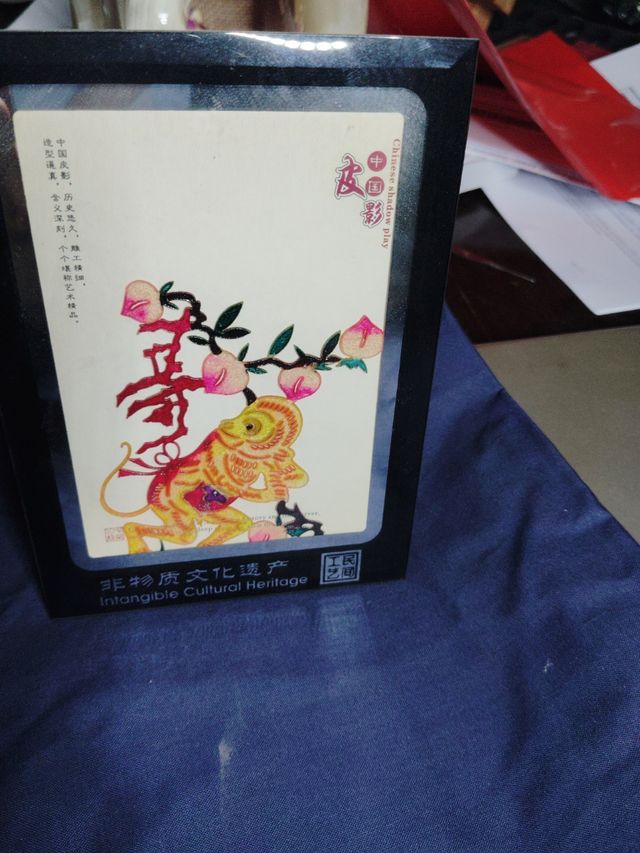 中国皮影
Chinese shadow play
中国皮影，历史悠久，雕工精细，
造型逼真，含义深刻，个个堪称艺术精品。
寿
非物质文化遗产
Intangible Cultural Heritage
民间
工艺